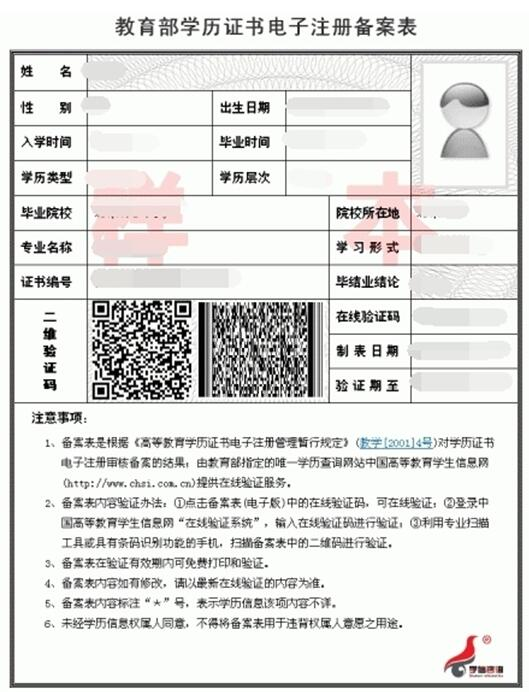 教育部学历证书电子注册备案表
姓 名
性 别 出生日期
入学时间 毕业时间
学历类型 学历层次
样 本
毕业院校 院校所在地
专业名称 学习形式
证书编号 毕结业结论
二维验证码
在线验证码
制表日期
验证期至
注意事项:
1、备案表是根据《高等教育学历证书电子注册管理暂行规定》(教学[2001]4号)对学历证书
电子注册审核备案的结果;由教育部指定的唯一学历查询网站中国高等教育学生信息网
(http://www.chsi.com.cn)提供在线验证服务。
2、备案表内容验证办法:①点击备案表(电子版)中的在线验证码,可在线验证;②登录中
国高等教育学生信息网“在线验证系统”,输入在线验证码进行验证;③利用专业扫描
工具或具有条码识别功能的手机,扫描备案表中的二维码进行验证。
3、备案表在验证有效期内可免费打印和验证。
4、备案表内容如有修改,请以最新在线验证的内容为准。
5、备案表内容标注“*”号,表示学历信息该项内容不详。
6、未经学历信息权属人同意,不得将备案表用于违背权属人意愿之用途。
®
学信咨询